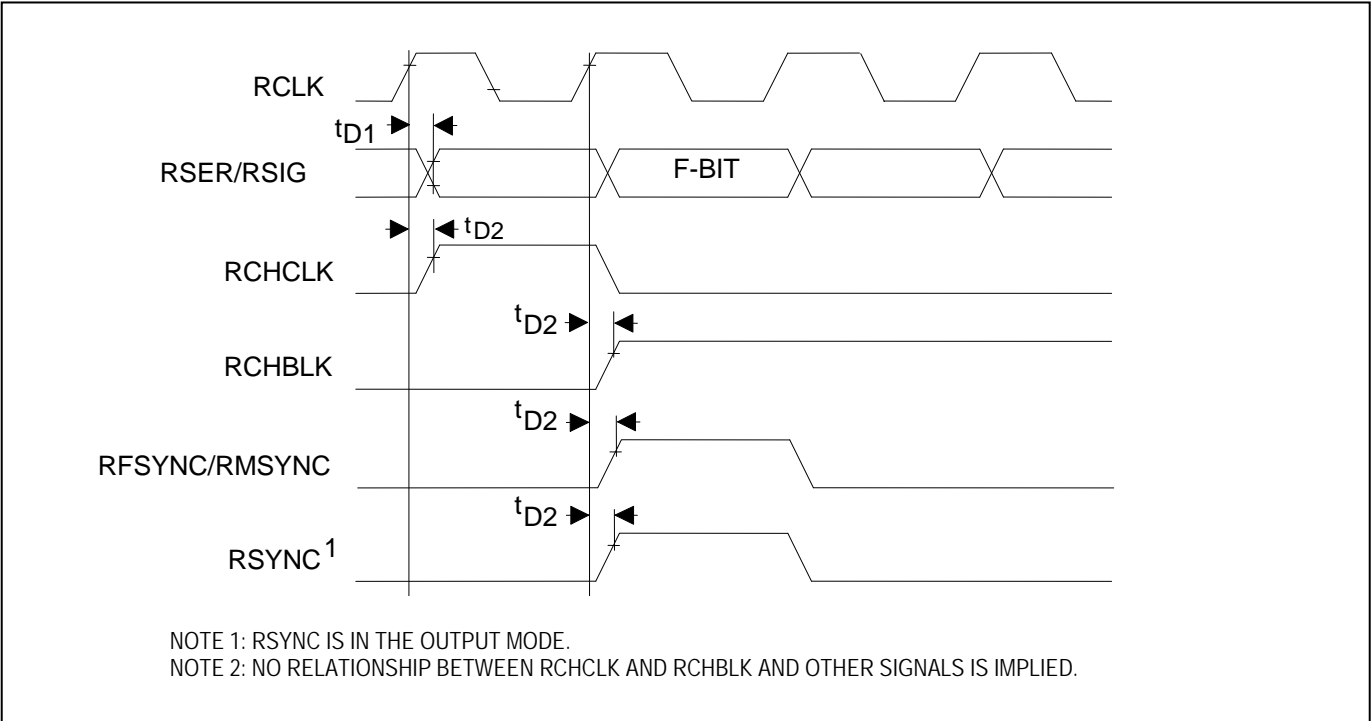 RCLK
tD1
RSER/RSIG
F-BIT
tD2
RCHCLK
tD2
RCHBLK
tD2
RFSYNC/RMSYNC
tD2
RSYNC1
NOTE 1: RSYNC IS IN THE OUTPUT MODE.
NOTE 2: NO RELATIONSHIP BETWEEN RCHCLK AND RCHBLK AND OTHER SIGNALS IS IMPLIED.